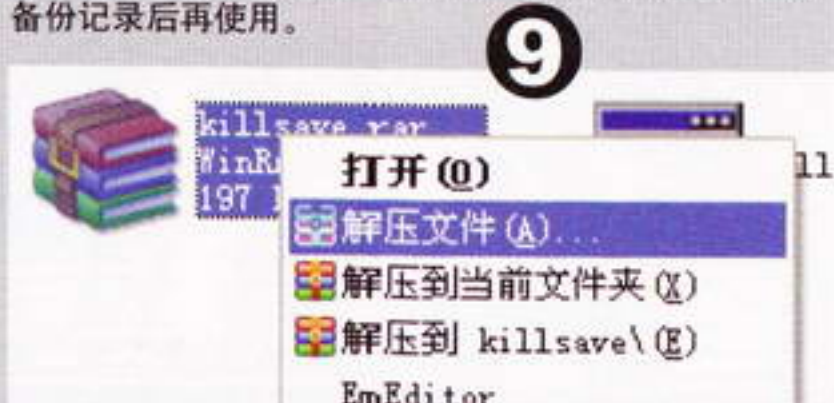 备份记录后再使用。
9
killsave.rar
WinR
197
ll
打开(O)
解压文件(A)...
解压到当前文件夹(X)
解压到 killsave\(E)
EmEditor